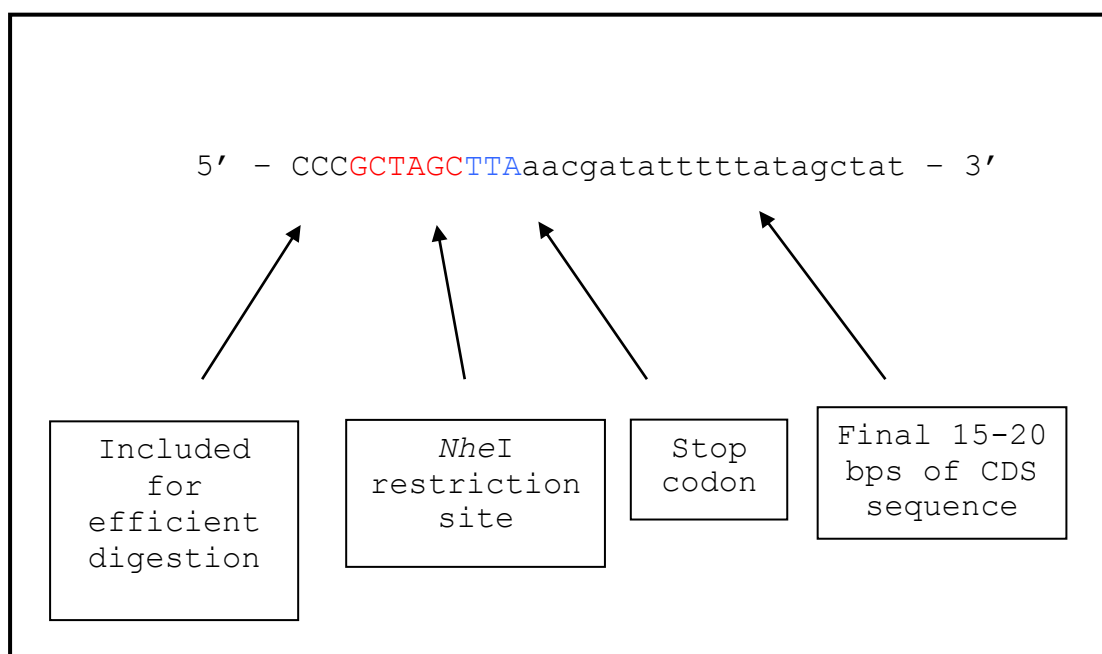 5’ – CCCGCTAGCTTAaacgatatttttatagctat – 3’
Included
for
efficient
digestion
NheI
restriction
site
Stop
codon
Final 15–20
bps of CDS
sequence